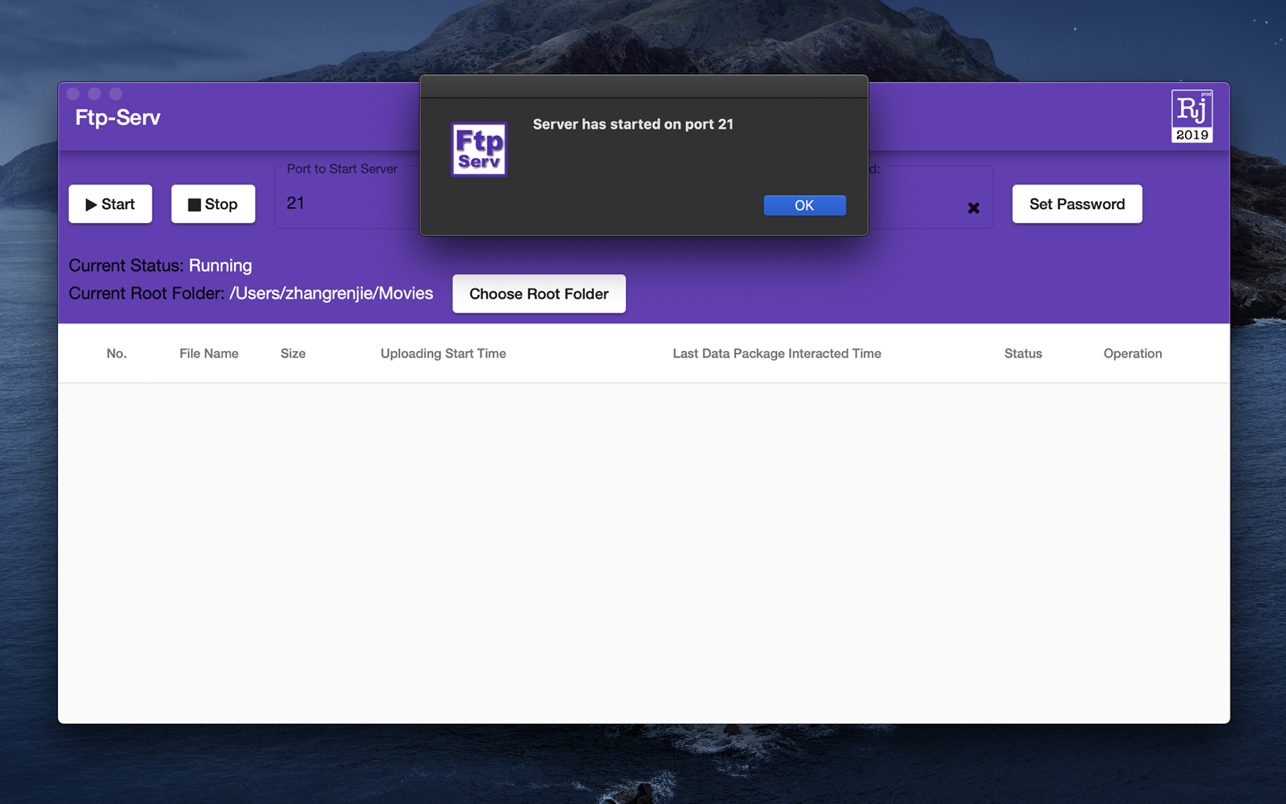 Ftp-Serv
Rj prod
2019
Ftp
Serv
Server has started on port 21
OK
Port to Start Server
21
d:
Start
Stop
Set Password
Current Status: Running
Current Root Folder: /Users/zhangrenjie/Movies
Choose Root Folder
No. File Name Size Uploading Start Time Last Data Package Interacted Time Status Operation